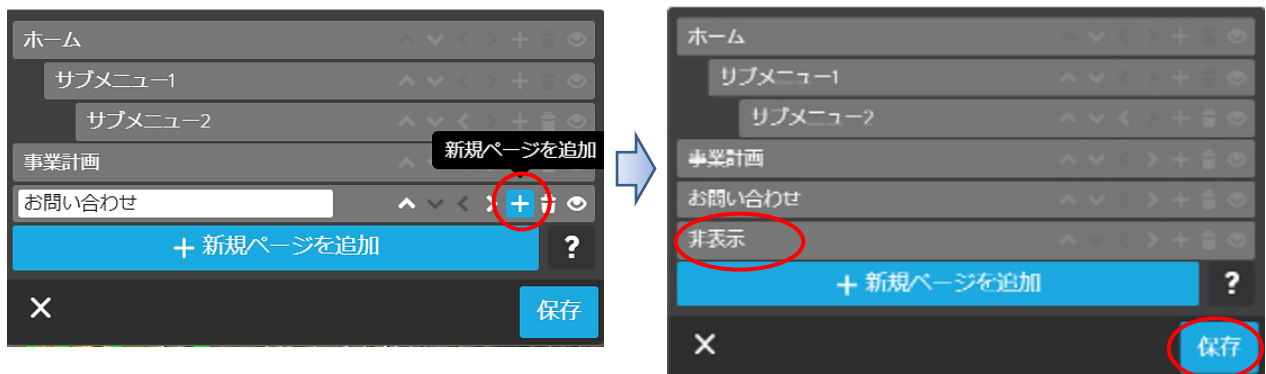 ホーム
サブメニュー1
サブメニュー2
新規ページを追加
事業計画
お問い合わせ
+ 新規ページを追加
?
保存
ホーム
サブメニュー1
サブメニュー2
事業計画
お問い合わせ
非表示
+ 新規ページを追加
?
保存